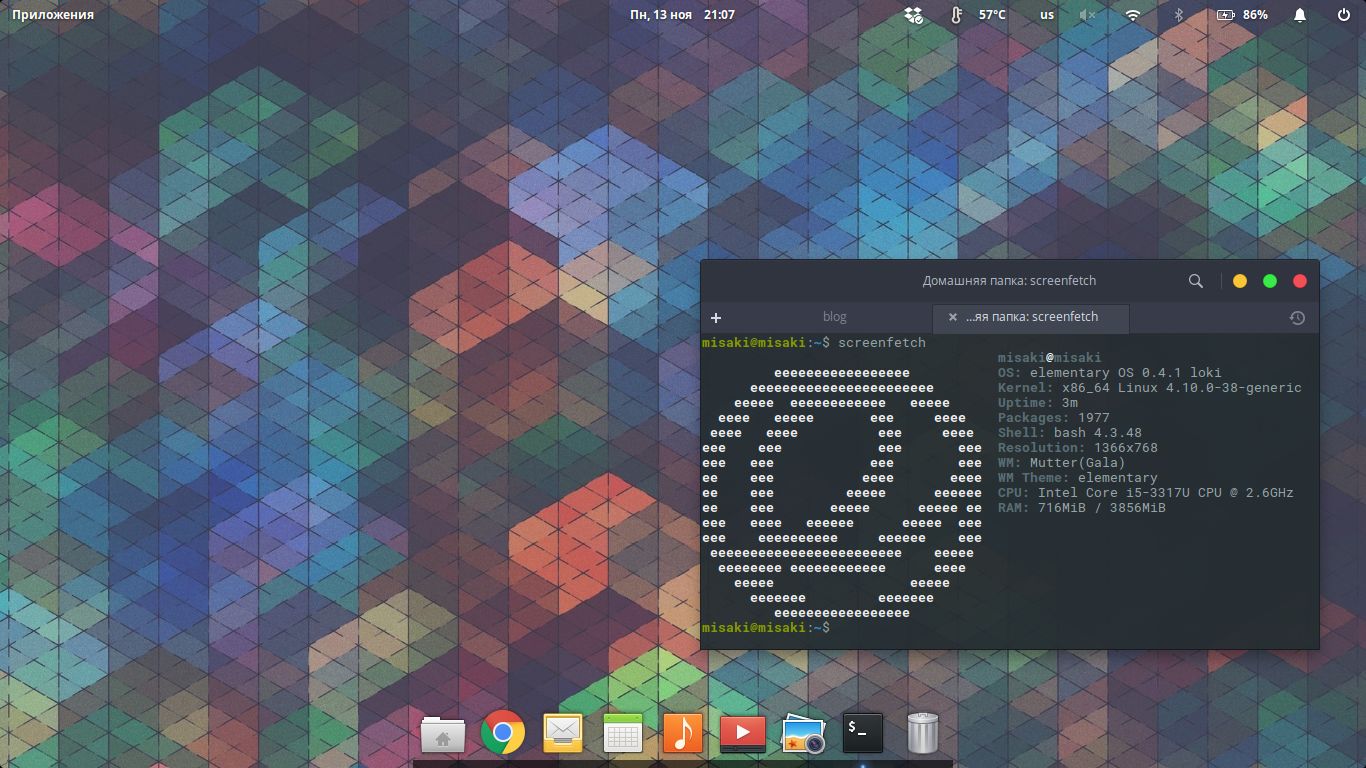 Приложения
Пн, 13 ноя 21:07
57°C
us
86%
Домашняя папка: screenfetch
+ blog
× ...яя папка: screenfetch
misaki@misaki:~$ screenfetch
misaki@misaki
eeeeeeeeeeeeeeeee OS: elementary OS 0.4.1 loki
eeeeeeeeeeeeeeeeeeeeeee Kernel: x86_64 Linux 4.10.0-38-generic
eeeee eeeeeeeeeeee eeeee Uptime: 3m
eeee eeeee eee eeee Packages: 1977
eeee eeee eee eeee Shell: bash 4.3.48
eee eee eee eee Resolution: 1366x768
eee eee eee eee WM: Mutter(Gala)
ee eee eeee eeee WM Theme: elementary
ee eee eeeee eeeeee CPU: Intel Core i5-3317U CPU @ 2.6GHz
ee eee eeeee eeeee ee RAM: 716MiB / 3856MiB
eee eeee eeeeee eeeee eee
eee eeeeeeeeee eeeeee eee
eeeeeeeeeeeeeeeeeeeeeeee eeeee
eeeeeeee eeeeeeeeeeee eeee
eeeee eeeee
eeeeeee eeeeeee
eeeeeeeeeeeeeeeee
misaki@misaki:~$
$_